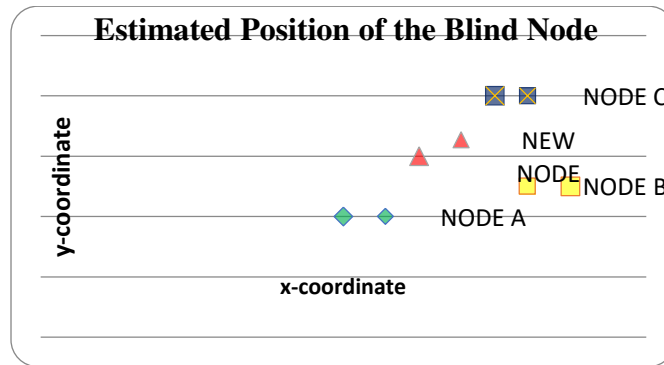 Estimated Position of the Blind Node
NODE C
NEW
NODE
NODE B
NODE A
y-coordinate
x-coordinate